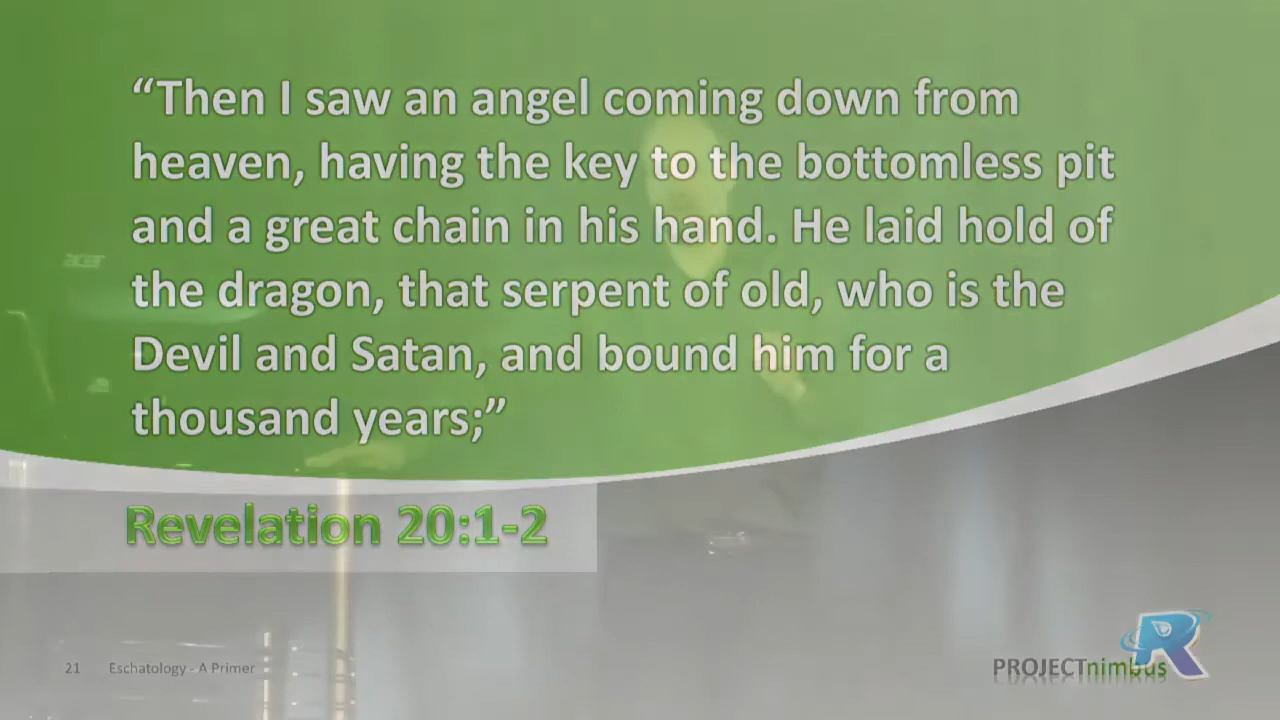 “Then I saw an angel coming down from
heaven, having the key to the bottomless pit
and a great chain in his hand. He laid hold of
the dragon, that serpent of old, who is the
Devil and Satan, and bound him for a
thousand years;”
acer
Revelation 20:1-2
21 Eschatology - A Primer
PROJECTnimbus
R